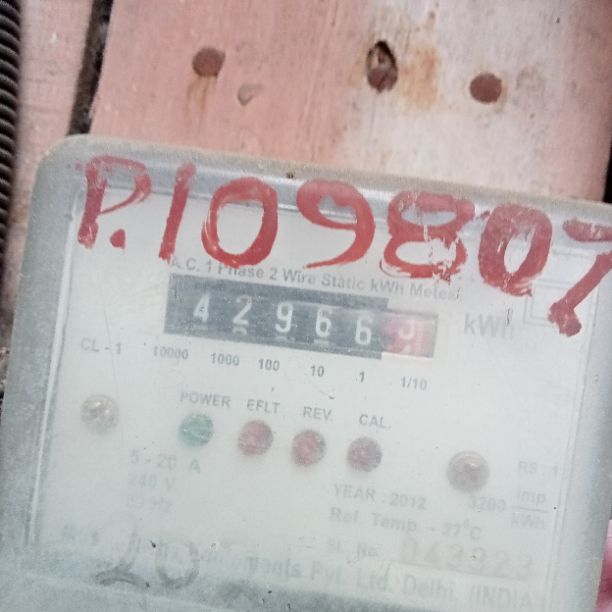 P.109807
A.C. 1 Phase 2 Wire Static kWh Meter
42966 kWh
CL - 1 10000 1000 100 10 1 1/10
POWER EFLT REV. CAL.
5 - 20 A
240 V
YEAR : 2012 3200 imp/kWh
Ref. Temp. - 27°C
SL. No.
Pvt. Ltd. Delhi, (INDIA